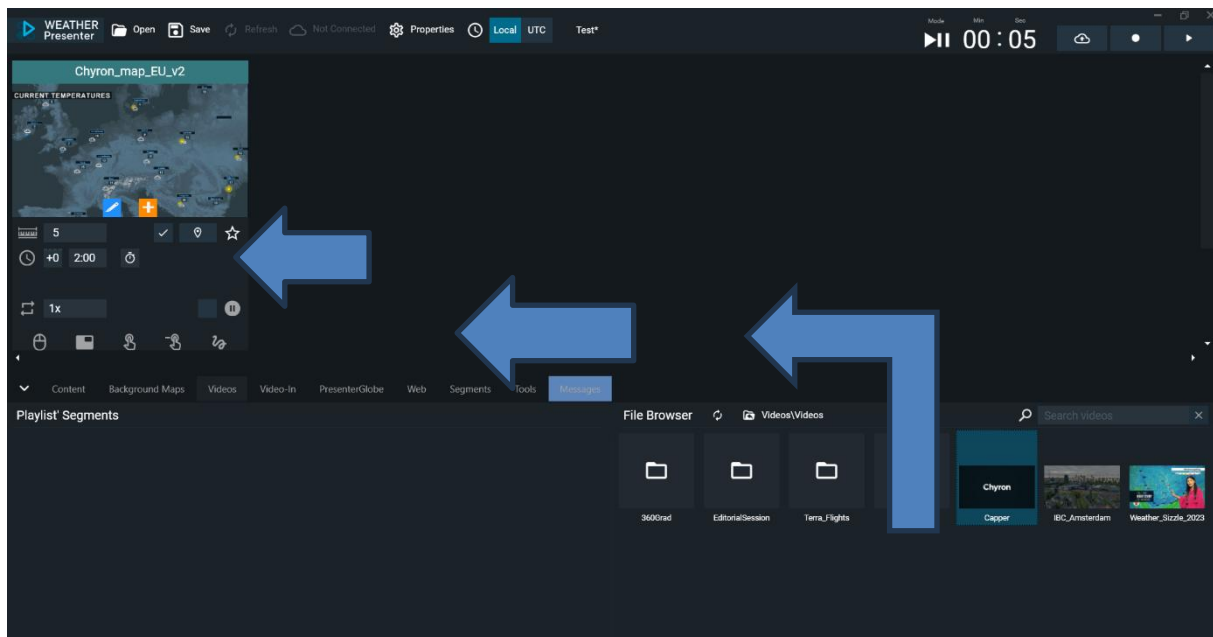 WEATHER
Presenter
Open
Save
Refresh
Not Connected
Properties
Local
UTC
Test*
Mode
Min
Sec
00:05
Chyron_map_EU_v2
CURRENT TEMPERATURES
5
+0
2:00
1x
Content
Background Maps
Videos
Video-In
PresenterGlobe
Web
Segments
Tools
Messages
Playlist' Segments
File Browser
Videos\Videos
Search videos
Chyron
360Grad
EditorialSession
Terra_Flights
Capper
IBC_Amsterdam
Weather_Sizzle_2023